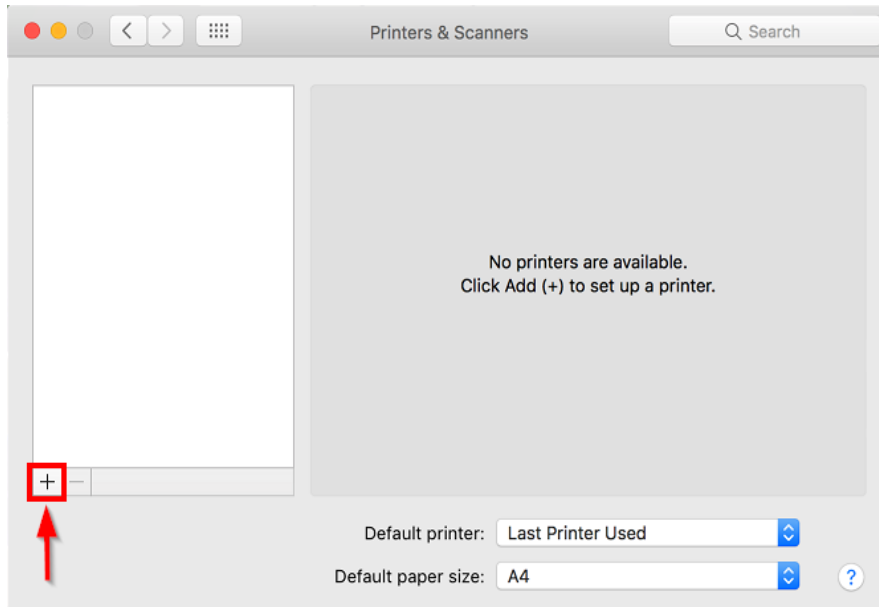 Printers & Scanners
Search
No printers are available.
Click Add (+) to set up a printer.
+ −
Default printer: Last Printer Used
Default paper size: A4
?